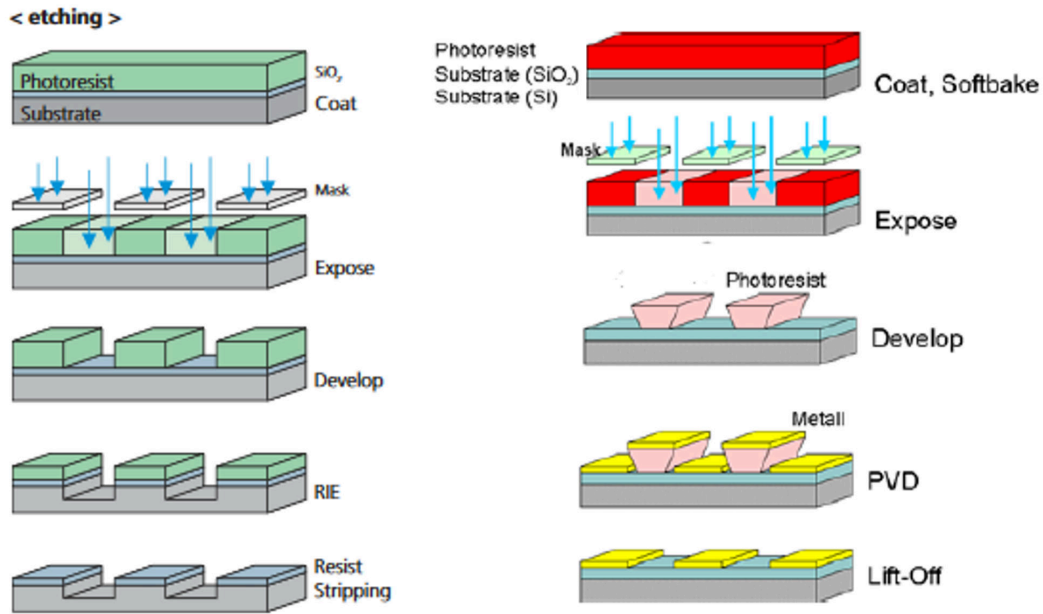 < etching >
Photoresist
SiO₂
Substrate
Coat
Mask
Expose
Develop
RIE
Resist
Stripping
Photoresist
Substrate (SiO₂)
Substrate (Si)
Coat, Softbake
Mask
Expose
Photoresist
Develop
Metall
PVD
Lift-Off